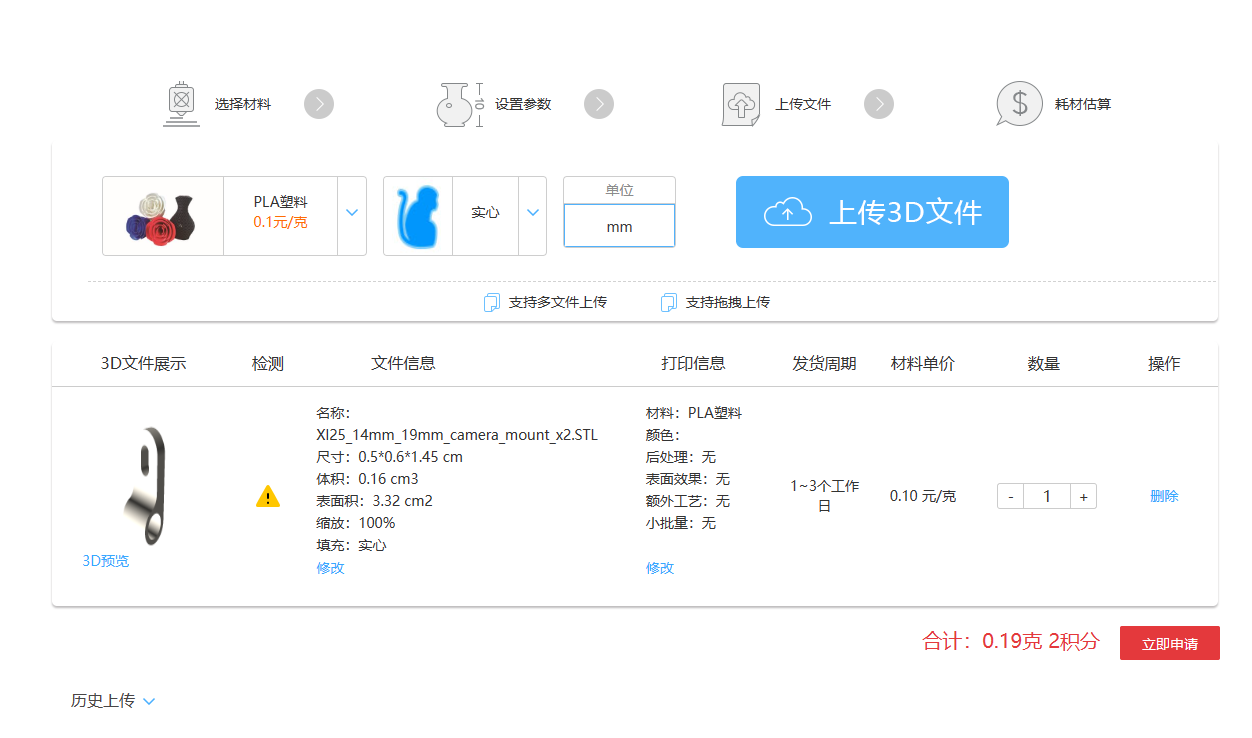 选择材料
设置参数
上传文件
耗材估算
PLA塑料
0.1元/克
实心
单位
mm
上传3D文件
支持多文件上传
支持拖拽上传
3D文件展示 检测 文件信息 打印信息 发货周期 材料单价 数量 操作
3D预览
名称：
XI25_14mm_19mm_camera_mount_x2.STL
尺寸：0.5*0.6*1.45 cm
体积：0.16 cm3
表面积：3.32 cm2
缩放：100%
填充：实心
修改
材料：PLA塑料
颜色：
后处理：无
表面效果：无
额外工艺：无
小批量：无
修改
1~3个工作
日
0.10 元/克
- 1 +
删除
合计：0.19克 2积分
立即申请
历史上传